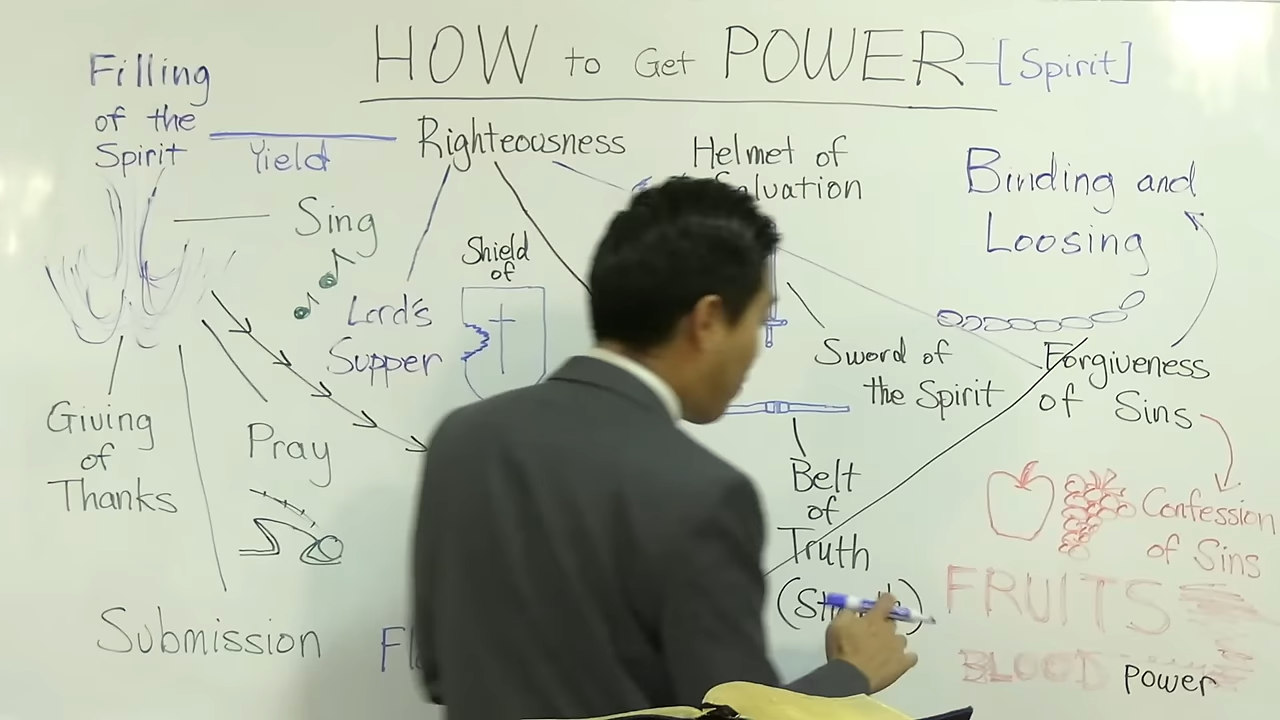 HOW to Get POWER-[Spirit]
Filling
of the
Spirit
Yield
Righteousness
Helmet of
Salvation
Binding and
Loosing
Sing
Shield
of
Lord's
Supper
Sword of
the Spirit
Forgiveness
of Sins
Giving
of
Thanks
Pray
Belt
of
Truth
Confession
of Sins
FRUITS
Submission
BLOOD Power